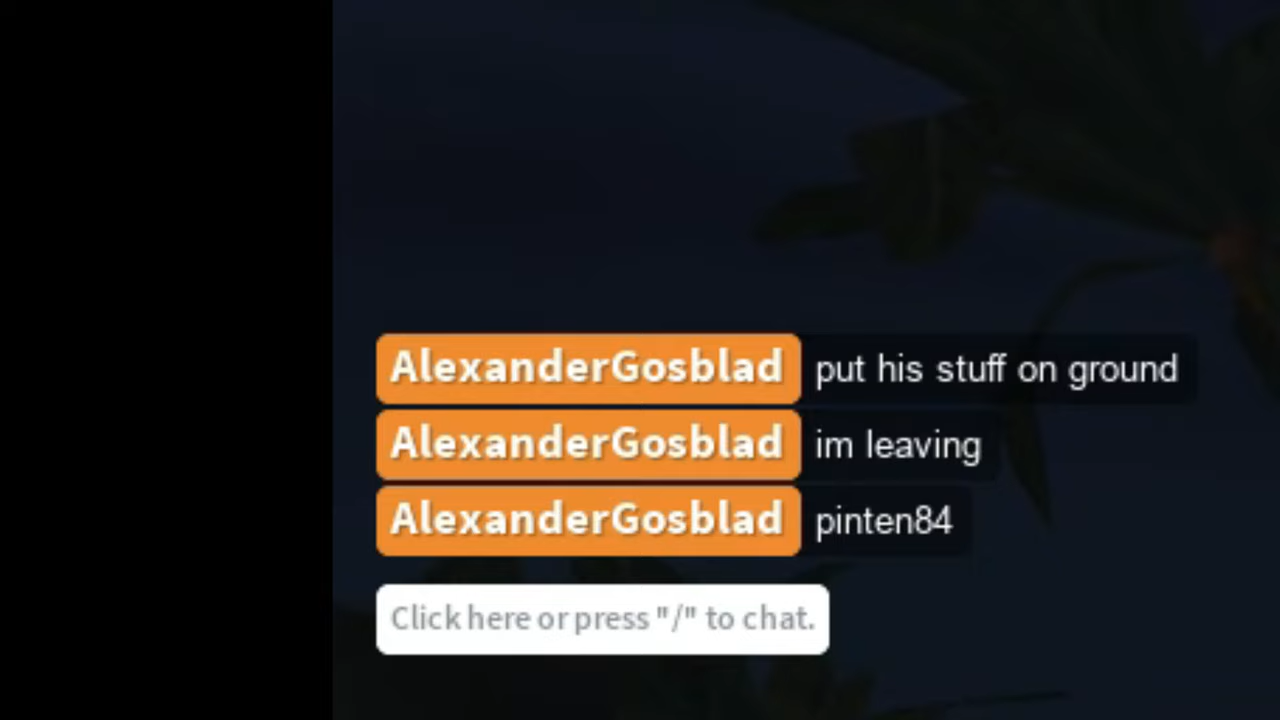 AlexanderGosblad put his stuff on ground
AlexanderGosblad im leaving
AlexanderGosblad pinten84
Click here or press "/" to chat.